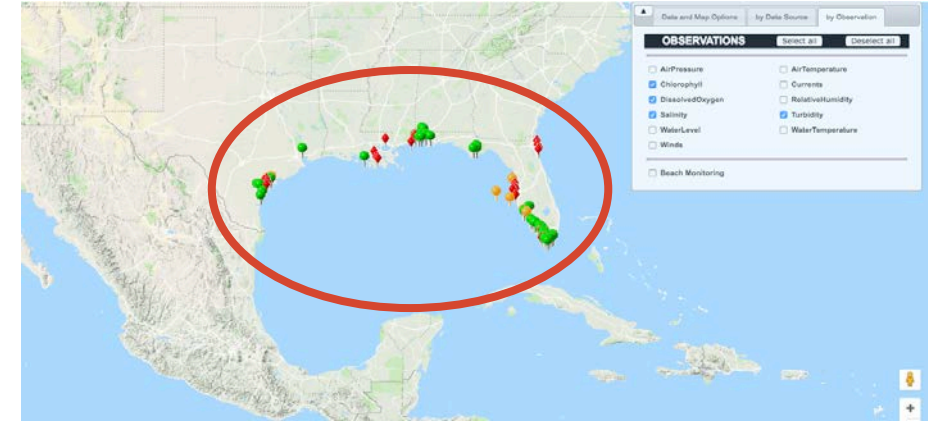 Data and Map Options by Data Source by Observation
OBSERVATIONS Select all Deselect all
AirPressure AirTemperature
Chlorophyll Currents
DissolvedOxygen RelativeHumidity
Salinity Turbidity
WaterLevel WaterTemperature
Winds
Beach Monitoring
+